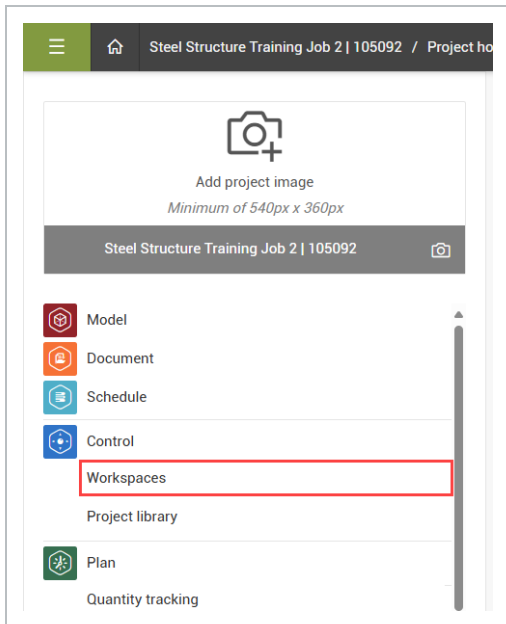 Steel Structure Training Job 2 | 105092 / Project ho
Add project image
Minimum of 540px x 360px
Steel Structure Training Job 2 | 105092
Model
Document
Schedule
Control
Workspaces
Project library
Plan
Quantity tracking